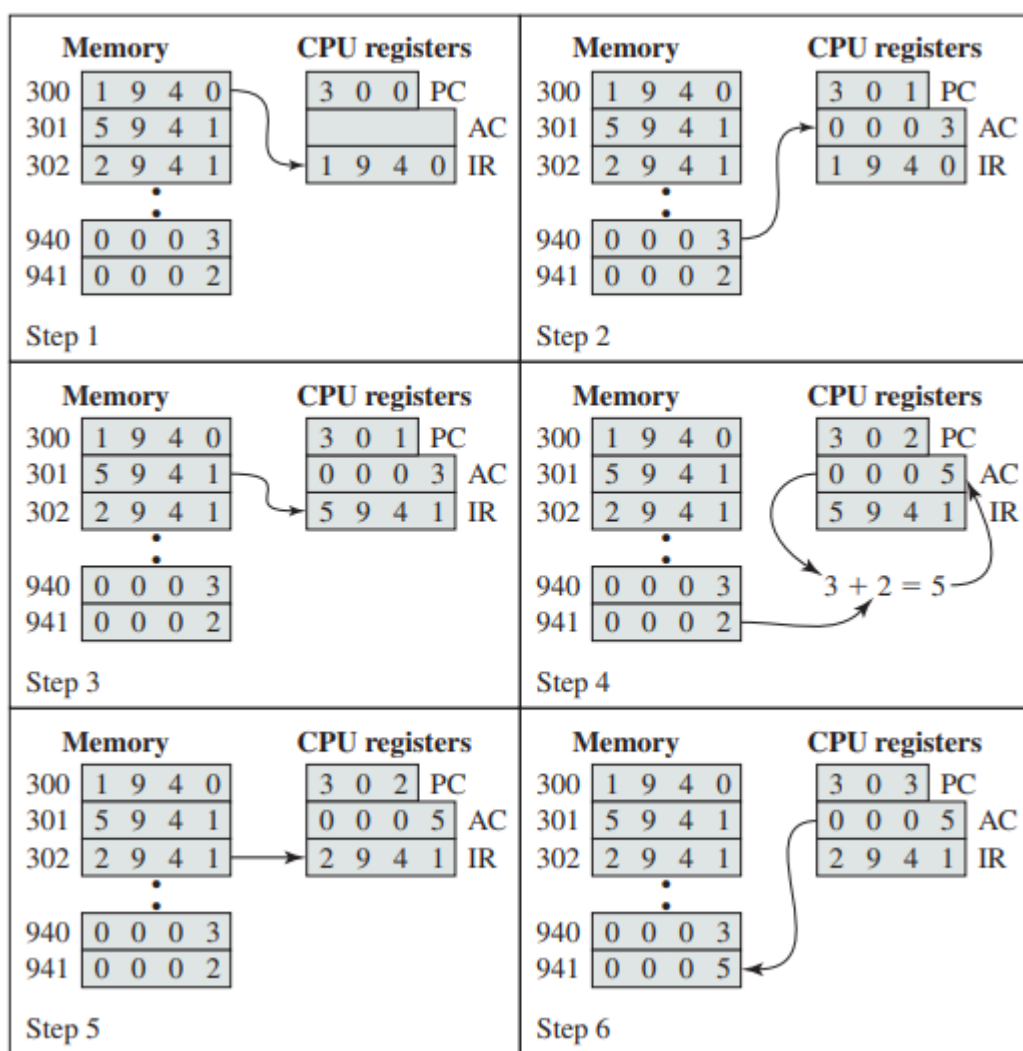 Memory CPU registers
300 1 9 4 0 3 0 0 PC
301 5 9 4 1 AC
302 2 9 4 1 1 9 4 0 IR
940 0 0 0 3
941 0 0 0 2
Step 1
Memory CPU registers
300 1 9 4 0 3 0 1 PC
301 5 9 4 1 0 0 0 3 AC
302 2 9 4 1 1 9 4 0 IR
940 0 0 0 3
941 0 0 0 2
Step 2
Memory CPU registers
300 1 9 4 0 3 0 1 PC
301 5 9 4 1 0 0 0 3 AC
302 2 9 4 1 5 9 4 1 IR
940 0 0 0 3
941 0 0 0 2
Step 3
Memory CPU registers
300 1 9 4 0 3 0 2 PC
301 5 9 4 1 0 0 0 5 AC
302 2 9 4 1 5 9 4 1 IR
940 0 0 0 3 3 + 2 = 5
941 0 0 0 2
Step 4
Memory CPU registers
300 1 9 4 0 3 0 2 PC
301 5 9 4 1 0 0 0 5 AC
302 2 9 4 1 2 9 4 1 IR
940 0 0 0 3
941 0 0 0 2
Step 5
Memory CPU registers
300 1 9 4 0 3 0 3 PC
301 5 9 4 1 0 0 0 5 AC
302 2 9 4 1 2 9 4 1 IR
940 0 0 0 3
941 0 0 0 5
Step 6